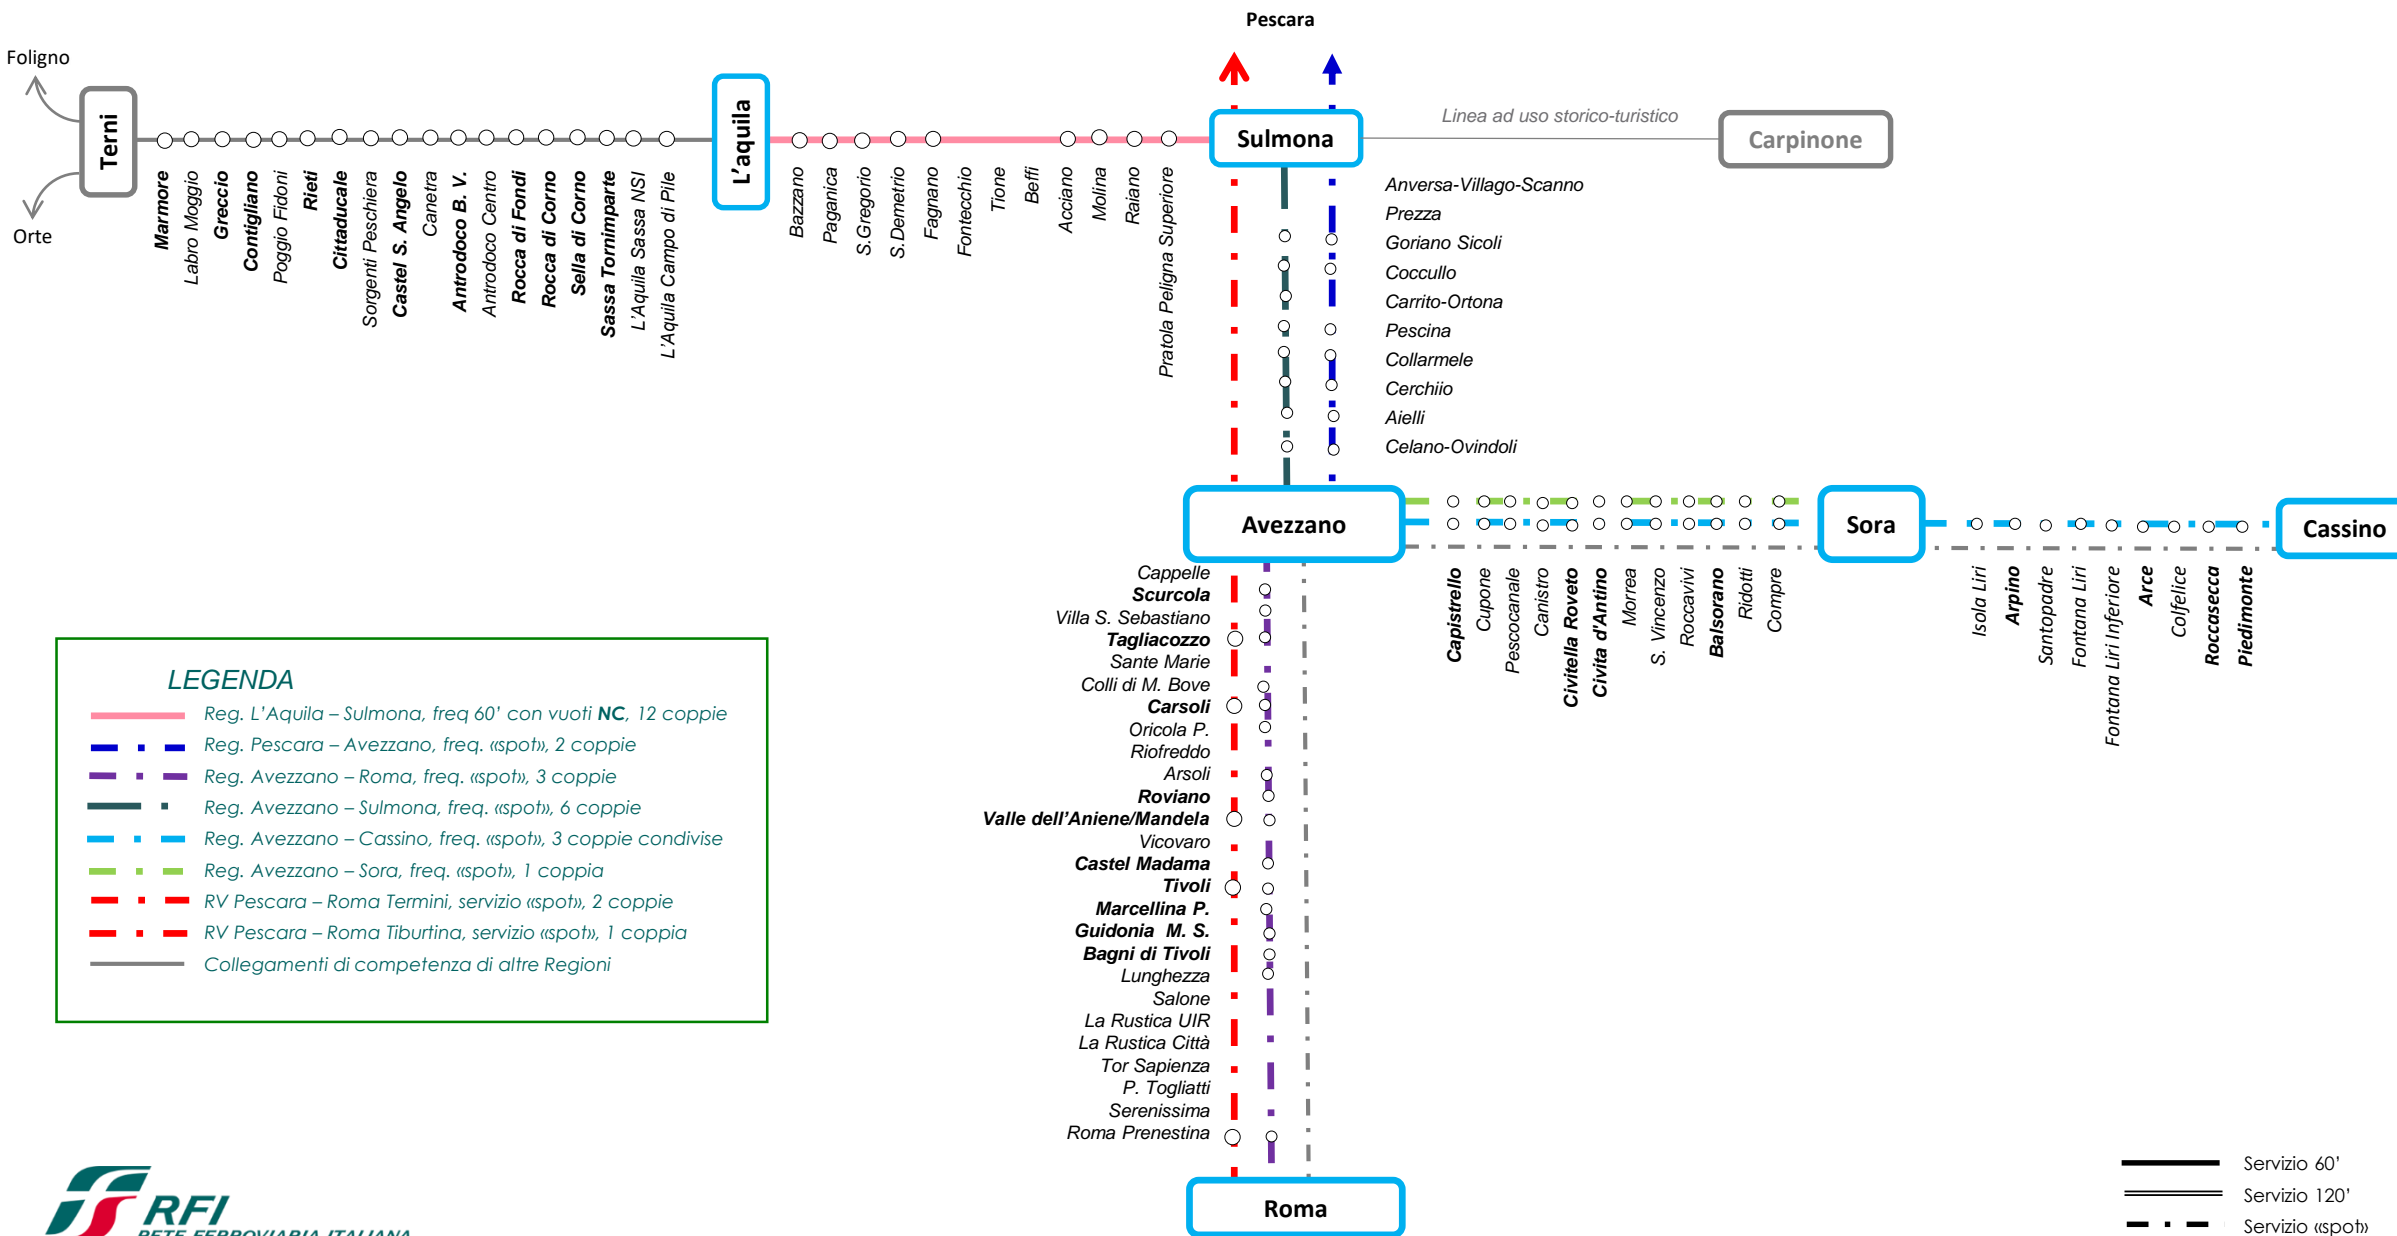 Pescara
Foligno
Orte
Terni
L'aquila
Sulmona
Linea ad uso storico-turistico
Carpinone
Marmore
Labro Moggio
Greccio
Contigliano
Poggio Fidoni
Rieti
Cittaducale
Sorgenti Peschiera
Castel S. Angelo
Canetra
Antrodoco B. V.
Antrodoco Centro
Rocca di Fondi
Rocca di Corno
Sella di Corno
Sassa Tornimparte
L'Aquila Sassa NSI
L'Aquila Campo di Pile
Bazzano
Paganica
S.Gregorio
S.Demetrio
Fagnano
Fontecchio
Tione
Beffi
Acciano
Molina
Raiano
Pratola Peligna Superiore
Anversa-Villago-Scanno
Prezza
Goriano Sicoli
Coccullo
Carrito-Ortona
Pescina
Collarmele
Cerchiio
Aielli
Celano-Ovindoli
Avezzano
Sora
Cassino
Capistrello
Cupone
Pescocanale
Canistro
Civitella Roveto
Civita d'Antino
Morrea
S. Vincenzo
Roccavivi
Balsorano
Ridotti
Compre
Isola Liri
Arpino
Santopadre
Fontana Liri
Fontana Liri Inferiore
Arce
Colfelice
Roccasecca
Piedimonte
Cappelle
Scurcola
Villa S. Sebastiano
Tagliacozzo
Sante Marie
Colli di M. Bove
Carsoli
Oricola P.
Riofreddo
Arsoli
Roviano
Valle dell'Aniene/Mandela
Vicovaro
Castel Madama
Tivoli
Marcellina P.
Guidonia M. S.
Bagni di Tivoli
Lunghezza
Salone
La Rustica UIR
La Rustica Città
Tor Sapienza
P. Togliatti
Serenissima
Roma Prenestina
Roma
LEGENDA
Reg. L'Aquila – Sulmona, freq 60' con vuoti NC, 12 coppie
Reg. Pescara – Avezzano, freq. «spot», 2 coppie
Reg. Avezzano – Roma, freq. «spot», 3 coppie
Reg. Avezzano – Sulmona, freq. «spot», 6 coppie
Reg. Avezzano – Cassino, freq. «spot», 3 coppie condivise
Reg. Avezzano – Sora, freq. «spot», 1 coppia
RV Pescara – Roma Termini, servizio «spot», 2 coppie
RV Pescara – Roma Tiburtina, servizio «spot», 1 coppia
Collegamenti di competenza di altre Regioni
RFI
RETE FERROVIARIA ITALIANA
Servizio 60'
Servizio 120'
Servizio «spot»